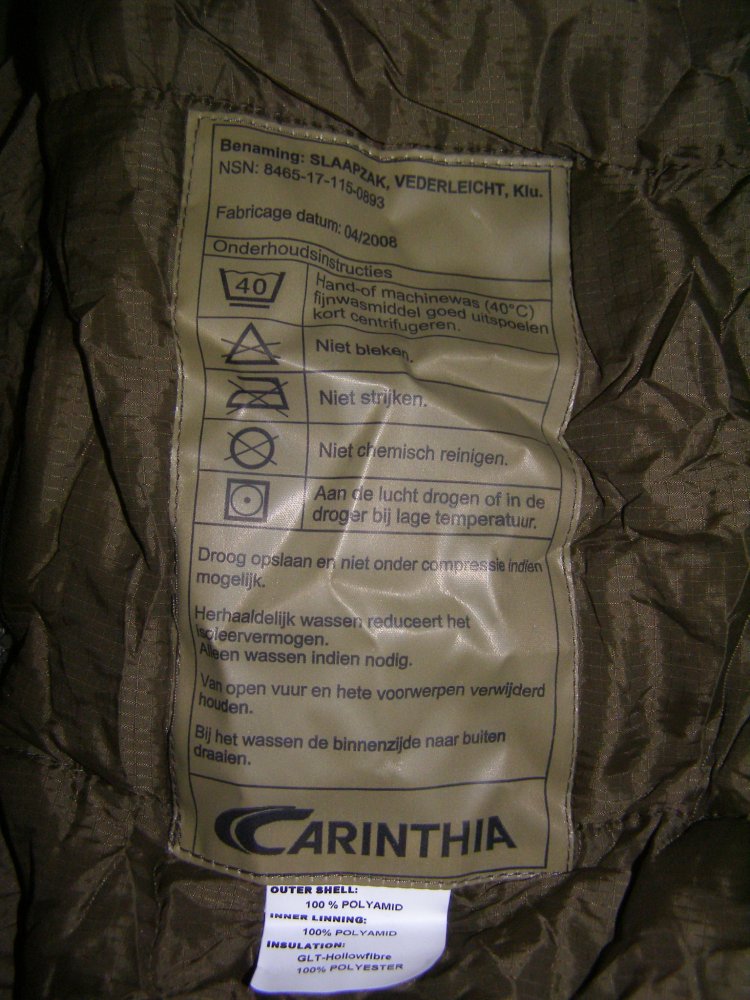 Benaming: SLAAPZAK, VEDERLEICHT, Klu.
NSN: 8465-17-115-0893
Fabricage datum: 04/2008
Onderhoudsinstructies
40
Hand-of machinewas (40°C)
fijnwasmiddel goed uitspoelen
kort centrifugeren.
Niet bleken.
Niet strijken.
Niet chemisch reinigen.
Aan de lucht drogen of in de
droger bij lage temperatuur.
Droog opslaan en niet onder compressie indien
mogelijk.
Herhaaldelijk wassen reduceert het
isoleervermogen.
Alleen wassen indien nodig.
Van open vuur en hete voorwerpen verwijderd
houden.
Bij het wassen de binnenzijde naar buiten
draaien.
CARINTHIA
OUTER SHELL:
100 % POLYAMID
INNER LINNING:
100% POLYAMID
INSULATION:
GLT-Hollowfibre
100% POLYESTER